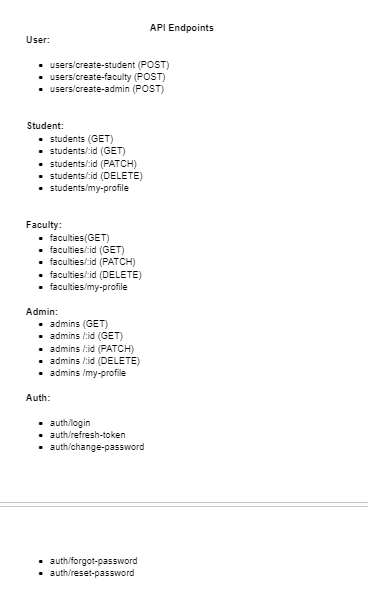 API Endpoints
User:
• users/create-student (POST)
• users/create-faculty (POST)
• users/create-admin (POST)
Student:
• students (GET)
• students/:id (GET)
• students/:id (PATCH)
• students/:id (DELETE)
• students/my-profile
Faculty:
• faculties(GET)
• faculties/:id (GET)
• faculties/:id (PATCH)
• faculties/:id (DELETE)
• faculties/my-profile
Admin:
• admins (GET)
• admins /:id (GET)
• admins /:id (PATCH)
• admins /:id (DELETE)
• admins /my-profile
Auth:
• auth/login
• auth/refresh-token
• auth/change-password
• auth/forgot-password
• auth/reset-password